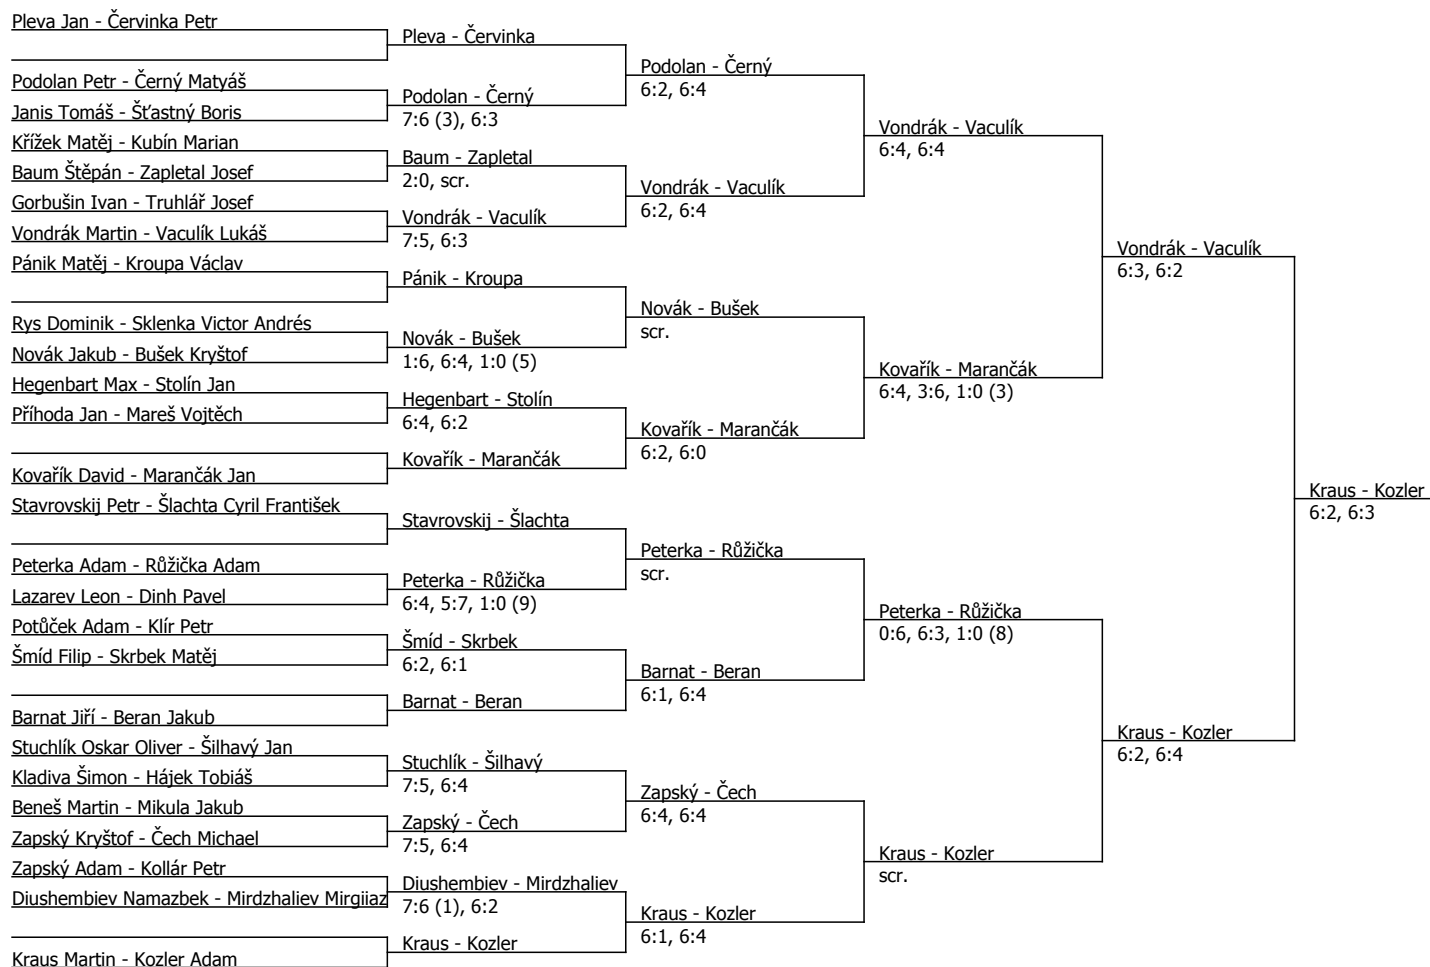 Pleva Jan - Červinka Petr
Podolan Petr - Černý Matyáš
Janis Tomáš - Šťastný Boris
Křížek Matěj - Kubín Marian
Baum Štěpán - Zapletal Josef
Gorbušin Ivan - Truhlář Josef
Vondrák Martin - Vaculík Lukáš
Pánik Matěj - Kroupa Václav
Rys Dominik - Sklenka Victor Andrés
Novák Jakub - Bušek Kryštof
Hegenbart Max - Stolín Jan
Příhoda Jan - Mareš Vojtěch
Kovařík David - Marančák Jan
Stavrovskij Petr - Šlachta Cyril František
Peterka Adam - Růžička Adam
Lazarev Leon - Dinh Pavel
Potůček Adam - Klír Petr
Šmíd Filip - Skrbek Matěj
Barnat Jiří - Beran Jakub
Stuchlík Oskar Oliver - Šilhavý Jan
Kladiva Šimon - Hájek Tobiáš
Beneš Martin - Mikula Jakub
Zapský Kryštof - Čech Michael
Zapský Adam - Kollár Petr
Diushembiev Namazbek - Mirdzhaliev Mirgiiaz
Kraus Martin - Kozler Adam
Pleva - Červinka
Podolan - Černý
7:6 (3), 6:3
Baum - Zapletal
2:0, scr.
Vondrák - Vaculík
7:5, 6:3
Pánik - Kroupa
Novák - Bušek
1:6, 6:4, 1:0 (5)
Hegenbart - Stolín
6:4, 6:2
Kovařík - Marančák
Stavrovskij - Šlachta
Peterka - Růžička
6:4, 5:7, 1:0 (9)
Šmíd - Skrbek
6:2, 6:1
Barnat - Beran
Stuchlík - Šilhavý
7:5, 6:4
Zapský - Čech
7:5, 6:4
Diushembiev - Mirdzhaliev
7:6 (1), 6:2
Kraus - Kozler
Podolan - Černý
6:2, 6:4
Vondrák - Vaculík
6:2, 6:4
Novák - Bušek
scr.
Kovařík - Marančák
6:2, 6:0
Peterka - Růžička
scr.
Barnat - Beran
6:1, 6:4
Zapský - Čech
6:4, 6:4
Kraus - Kozler
6:1, 6:4
Vondrák - Vaculík
6:4, 6:4
Kovařík - Marančák
6:4, 3:6, 1:0 (3)
Peterka - Růžička
0:6, 6:3, 1:0 (8)
Kraus - Kozler
scr.
Vondrák - Vaculík
6:3, 6:2
Kraus - Kozler
6:2, 6:4
Kraus - Kozler
6:2, 6:3